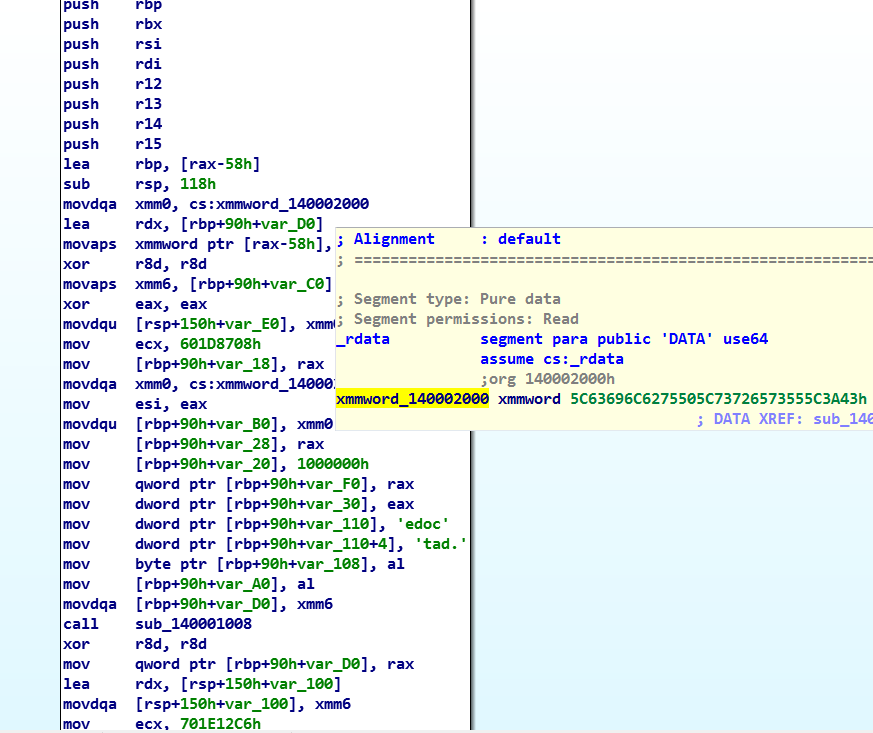 push rbp
push rbx
push rsi
push rdi
push r12
push r13
push r14
push r15
lea rbp, [rax-58h]
sub rsp, 118h
movdqa xmm0, cs:xmmword_140002000
lea rdx, [rbp+90h+var_D0]
movaps xmmword ptr [rax-58h],
xor r8d, r8d
movaps xmm6, [rbp+90h+var_C0]
xor eax, eax
movdqu [rsp+150h+var_E0], xmm
mov ecx, 601D8708h
mov [rbp+90h+var_18], rax
movdqa xmm0, cs:xmmword_14000
mov esi, eax
movdqu [rbp+90h+var_B0], xmm0
mov [rbp+90h+var_28], rax
mov [rbp+90h+var_20], 1000000h
mov qword ptr [rbp+90h+var_F0], rax
mov dword ptr [rbp+90h+var_30], eax
mov dword ptr [rbp+90h+var_110], 'edoc'
mov dword ptr [rbp+90h+var_110+4], 'tad.'
mov byte ptr [rbp+90h+var_108], al
mov [rbp+90h+var_A0], al
movdqa [rbp+90h+var_D0], xmm6
call sub_140001008
xor r8d, r8d
mov qword ptr [rbp+90h+var_D0], rax
lea rdx, [rsp+150h+var_100]
movdqa [rsp+150h+var_100], xmm6
mov ecx, 701E12C6h
; Alignment : default
; ==========================================================
; Segment type: Pure data
; Segment permissions: Read
_rdata segment para public 'DATA' use64
assume cs:_rdata
;org 140002000h
xmmword_140002000 xmmword 5C63696C6275505C73726573555C3A43h
; DATA XREF: sub_140